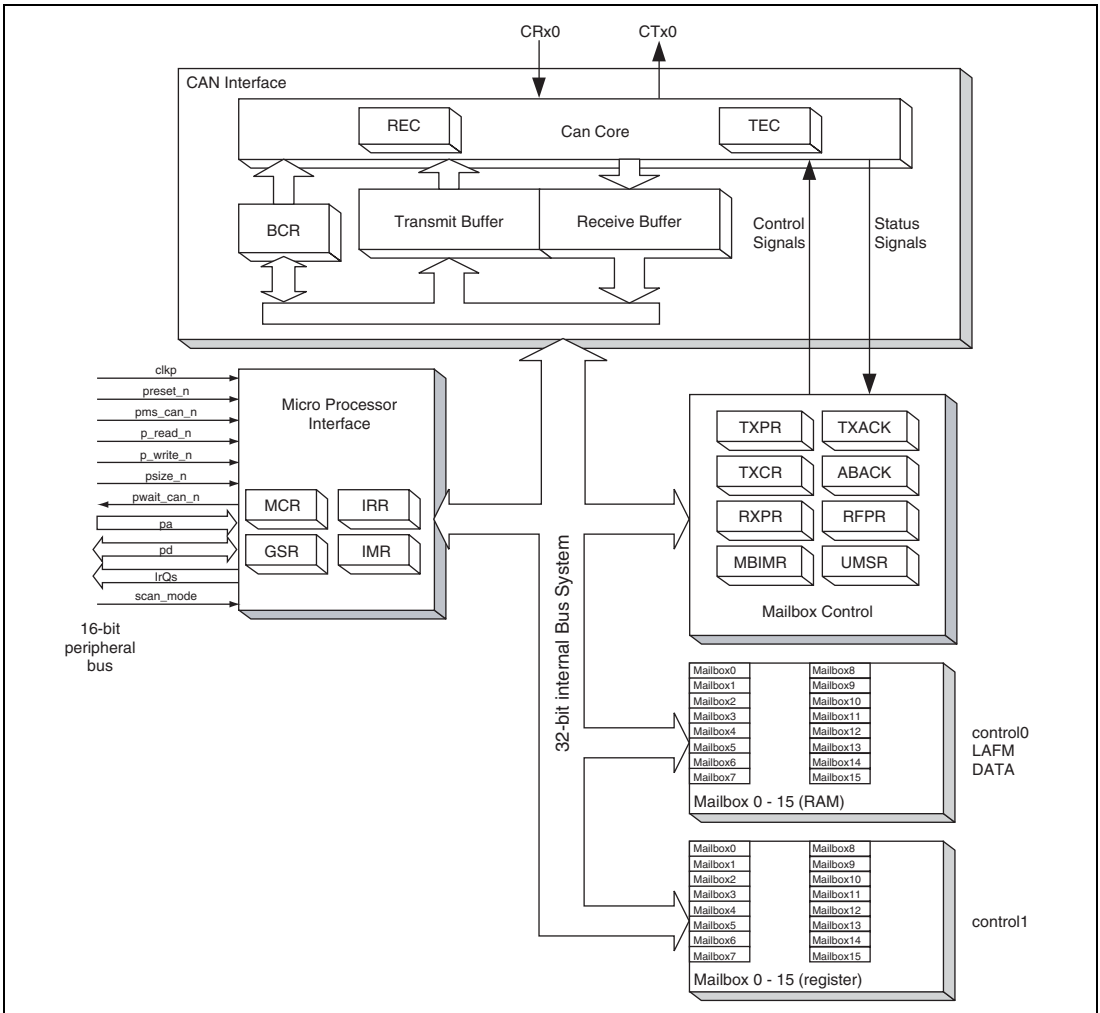 CRx0
CTx0
CAN Interface
REC
Can Core
TEC
BCR
Transmit Buffer
Receive Buffer
Control
Signals
Status
Signals
clkp
preset_n
pms_can_n
p_read_n
p_write_n
psize_n
pwait_can_n
pa
pd
IrQs
scan_mode
16-bit
peripheral
bus
Micro Processor
Interface
MCR
IRR
GSR
IMR
32-bit internal Bus System
TXPR
TXACK
TXCR
ABACK
RXPR
RFPR
MBIMR
UMSR
Mailbox Control
Mailbox0
Mailbox1
Mailbox2
Mailbox3
Mailbox4
Mailbox5
Mailbox6
Mailbox7
Mailbox8
Mailbox9
Mailbox10
Mailbox11
Mailbox12
Mailbox13
Mailbox14
Mailbox15
Mailbox 0 - 15 (RAM)
control0
LAFM
DATA
Mailbox0
Mailbox1
Mailbox2
Mailbox3
Mailbox4
Mailbox5
Mailbox6
Mailbox7
Mailbox8
Mailbox9
Mailbox10
Mailbox11
Mailbox12
Mailbox13
Mailbox14
Mailbox15
Mailbox 0 - 15 (register)
control1